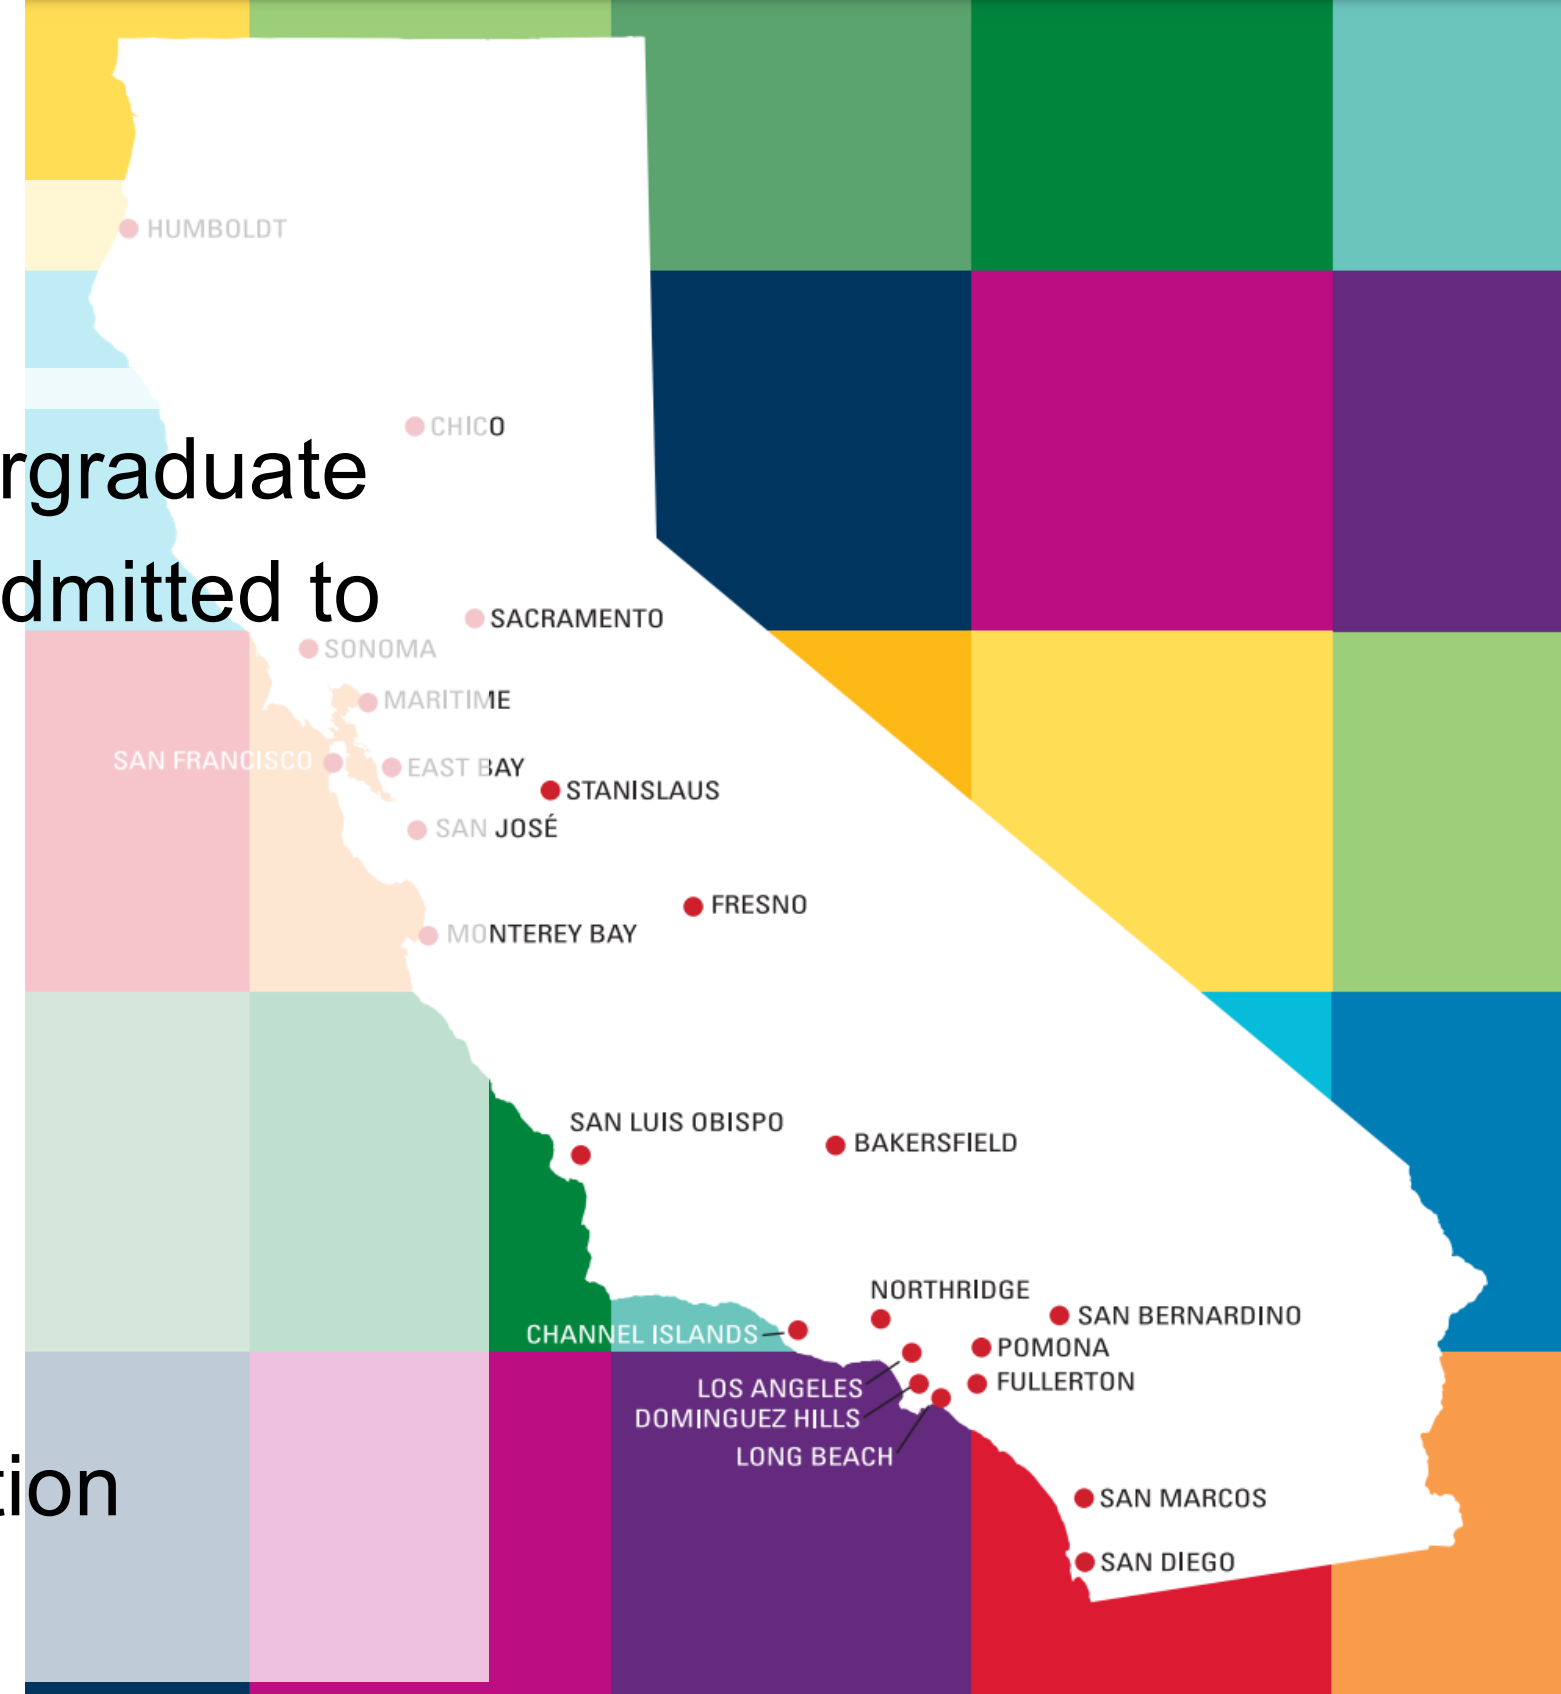 HUMBOLDT
CHICO
rgraduate
dmitted to
SACRAMENTO
SONOMA
MARITIME
SAN FRANCISCO
EAST BAY
STANISLAUS
SAN JOSÉ
FRESNO
MONTEREY BAY
SAN LUIS OBISPO
BAKERSFIELD
NORTHRIDGE
SAN BERNARDINO
CHANNEL ISLANDS
POMONA
LOS ANGELES
FULLERTON
DOMINGUEZ HILLS
LONG BEACH
tion
SAN MARCOS
SAN DIEGO